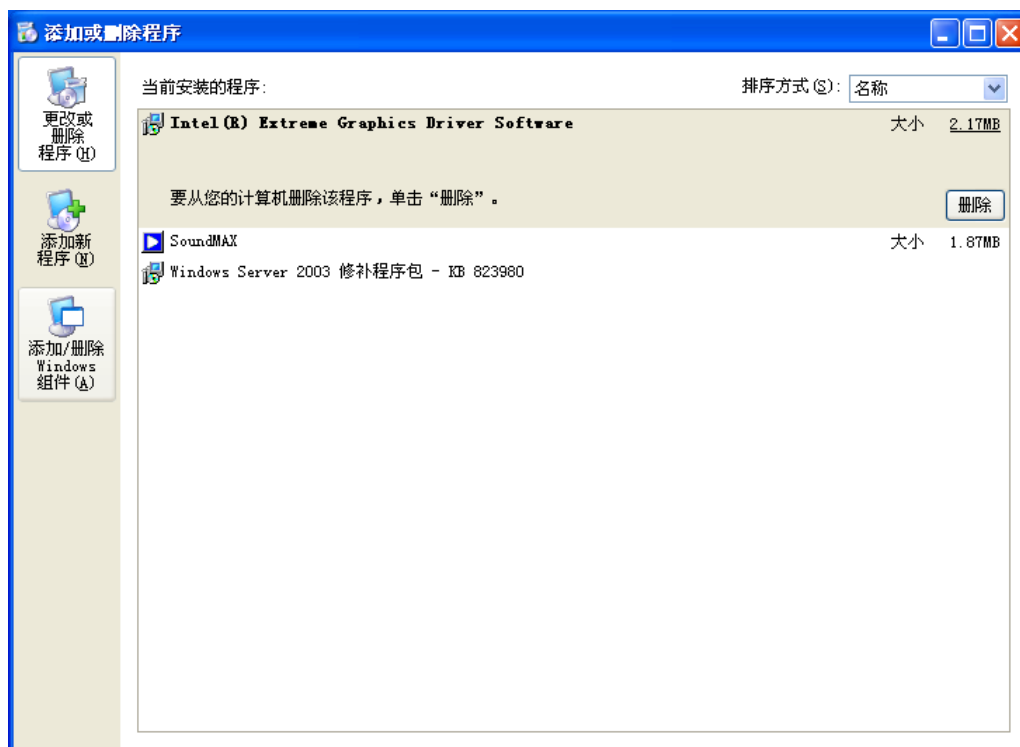 添加或删除程序
更改或
删除
程序(H)
添加新
程序(N)
添加/删除
Windows
组件(A)
当前安装的程序:
排序方式(S): 名称
Intel(R) Extreme Graphics Driver Software 大小 2.17MB
要从您的计算机删除该程序，单击“删除”。
删除
SoundMAX 大小 1.87MB
Windows Server 2003 修补程序包 - KB 823980